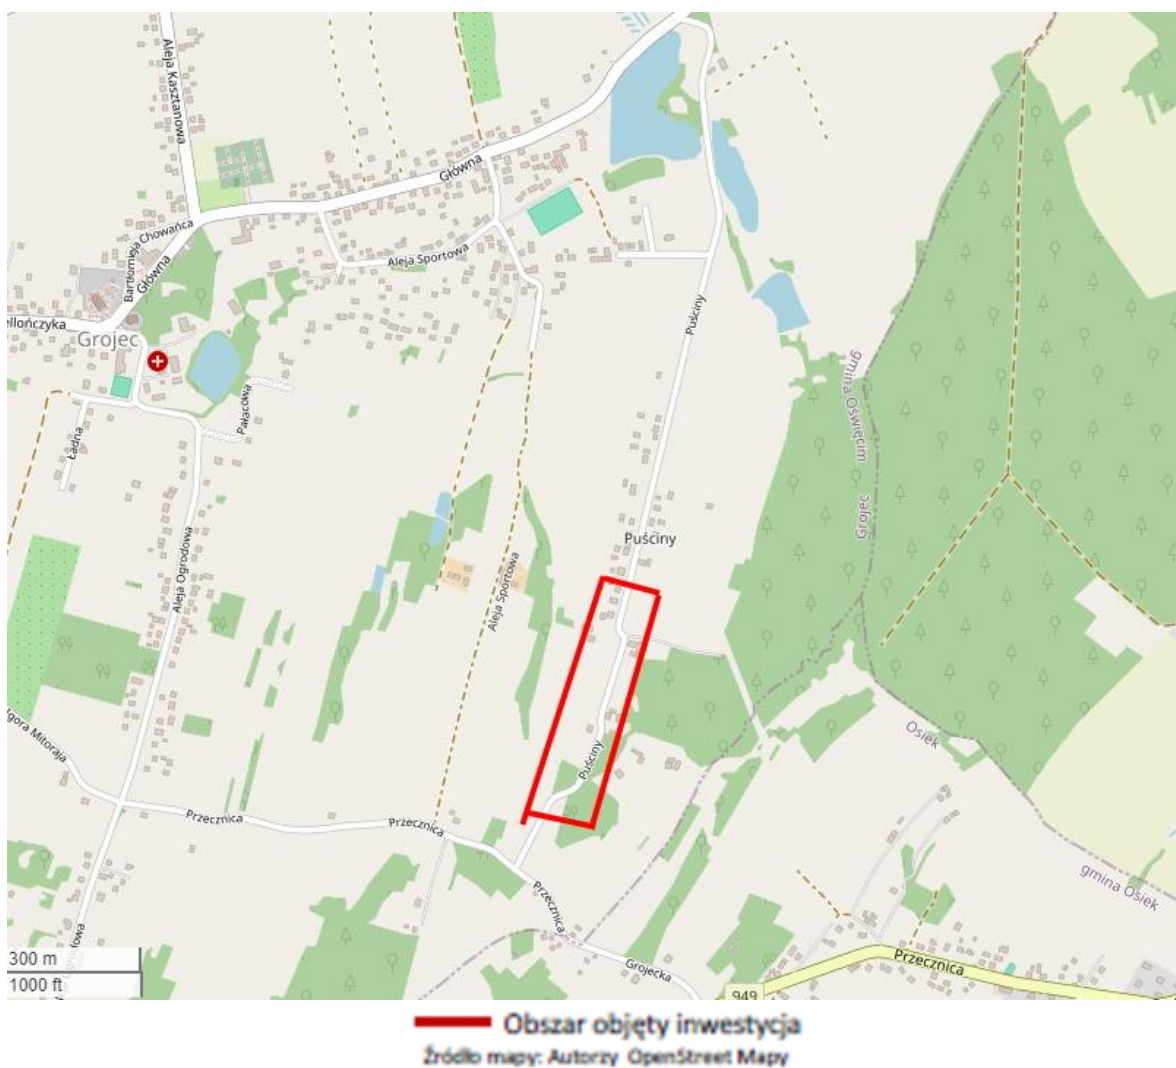 Aleja Kasztanowa
Główna
Bartłomieja Chowańca
Główna
Aleja Sportowa
ellończyka
Grojec
Puściny
Pałacowa
Ładna
gmina Oświęcim
Grojec
Aleja Ogrodowa
Puściny
Aleja Sportowa
Igora Mitoraja
Puściny
Osiek
Przecznica
Przecznica
gmina Osiek
Przecznica
Grojecka
Przecznica
949
300 m
1000 ft
Obszar objęty inwestycja
Źródło mapy: Autorzy OpenStreet Mapy